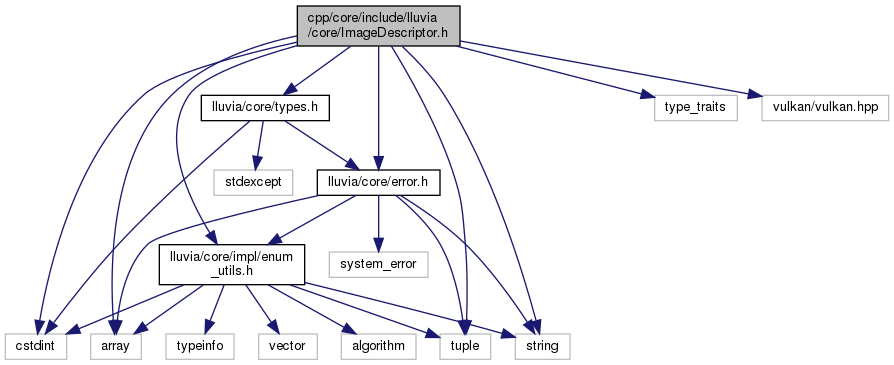 cpp/core/include/lluvia
/core/ImageDescriptor.h
lluvia/core/types.h
type_traits
vulkan/vulkan.hpp
stdexcept
lluvia/core/error.h
lluvia/core/impl/enum
_utils.h
system_error
cstdint
array
typeinfo
vector
algorithm
tuple
string